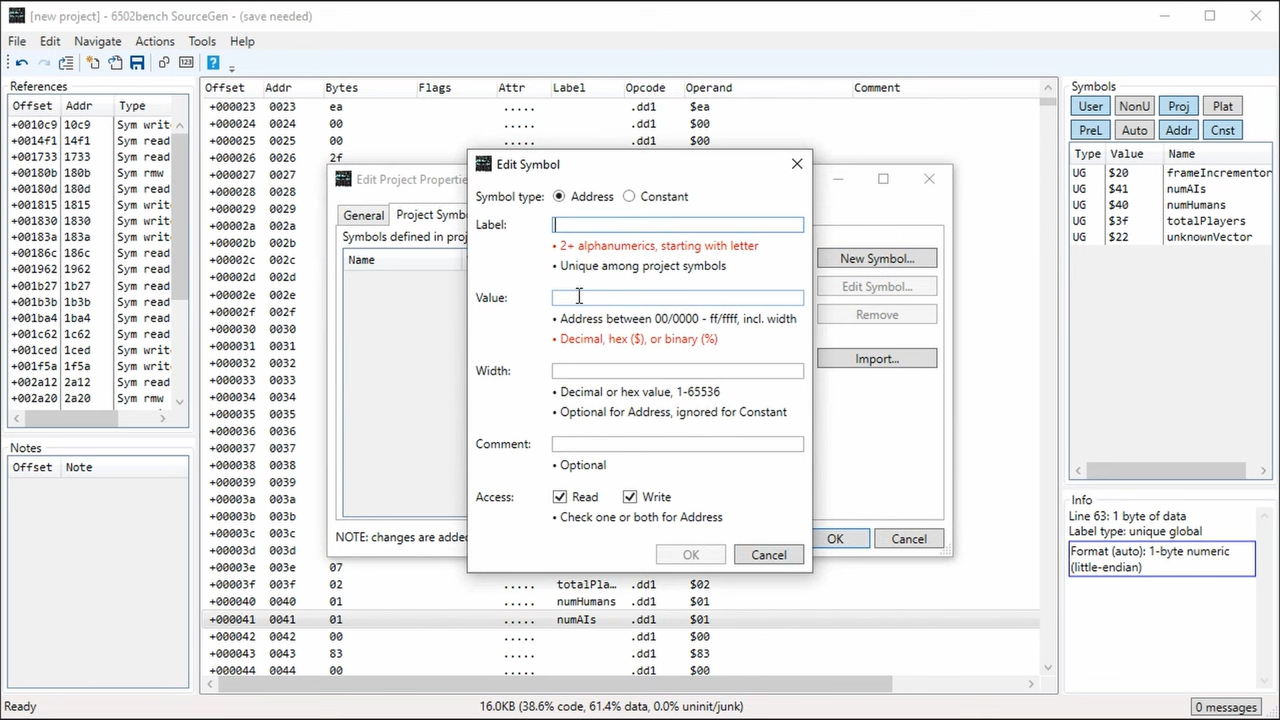 [new project] - 6502bench SourceGen - (save needed)
File Edit Navigate Actions Tools Help
References
Offset Addr Type
+0010c9 10c9 Sym writ
+0014f1 14f1 Sym read
+001733 1733 Sym read
+00180b 180b Sym rmw
+00180d 180d Sym read
+001815 1815 Sym read
+001830 1830 Sym read
+00183a 183a Sym read
+00186c 186c Sym read
+001962 1962 Sym read
+001b27 1b27 Sym read
+001b3b 1b3b Sym read
+001ba4 1ba4 Sym read
+001c62 1c62 Sym read
+001ced 1ced Sym writ
+001f5a 1f5a Sym writ
+002a12 2a12 Sym read
+002a20 2a20 Sym rmw
Notes
Offset Note
Offset Addr Bytes Flags Attr Label Opcode Operand Comment
+000023 0023 ea ..... .dd1 $ea
+000024 0024 00 ..... .dd1 $00
+000025 0025 00 ..... .dd1 $00
+000026 0026 2f
+000027 0027
+000028 0028
+000029 0029
+00002a 002a
+00002b 002b
+00002c 002c
+00002d 002d
+00002e 002e
+00002f 002f
+000030 0030
+000031 0031
+000032 0032
+000033 0033
+000034 0034
+000035 0035
+000036 0036
+000037 0037
+000038 0038
+000039 0039
+00003a 003a
+00003b 003b
+00003c 003c
+00003d 003d
+00003e 003e 07
+00003f 003f 02 ..... totalPla… .dd1 $02
+000040 0040 01 ..... numHumans .dd1 $01
+000041 0041 01 ..... numAIs .dd1 $01
+000042 0042 00 ..... .dd1 $00
+000043 0043 83 ..... .dd1 $83
+000044 0044 00 ..... .dd1 $00
Edit Project Propertie
General Project Symb
Symbols defined in proj
Name
New Symbol...
Edit Symbol...
Remove
Import...
NOTE: changes are added
OK Cancel
Edit Symbol
Symbol type: Address Constant
Label:
• 2+ alphanumerics, starting with letter
• Unique among project symbols
Value:
• Address between 00/0000 - ff/ffff, incl. width
• Decimal, hex ($), or binary (%)
Width:
• Decimal or hex value, 1-65536
• Optional for Address, ignored for Constant
Comment:
• Optional
Access: Read Write
• Check one or both for Address
OK Cancel
Symbols
User NonU Proj Plat
PreL Auto Addr Cnst
Type Value Name
UG $20 frameIncrementor
UG $41 numAIs
UG $40 numHumans
UG $3f totalPlayers
UG $22 unknownVector
Info
Line 63: 1 byte of data
Label type: unique global
Format (auto): 1-byte numeric
(little-endian)
Ready 16.0KB (38.6% code, 61.4% data, 0.0% uninit/junk) 0 messages